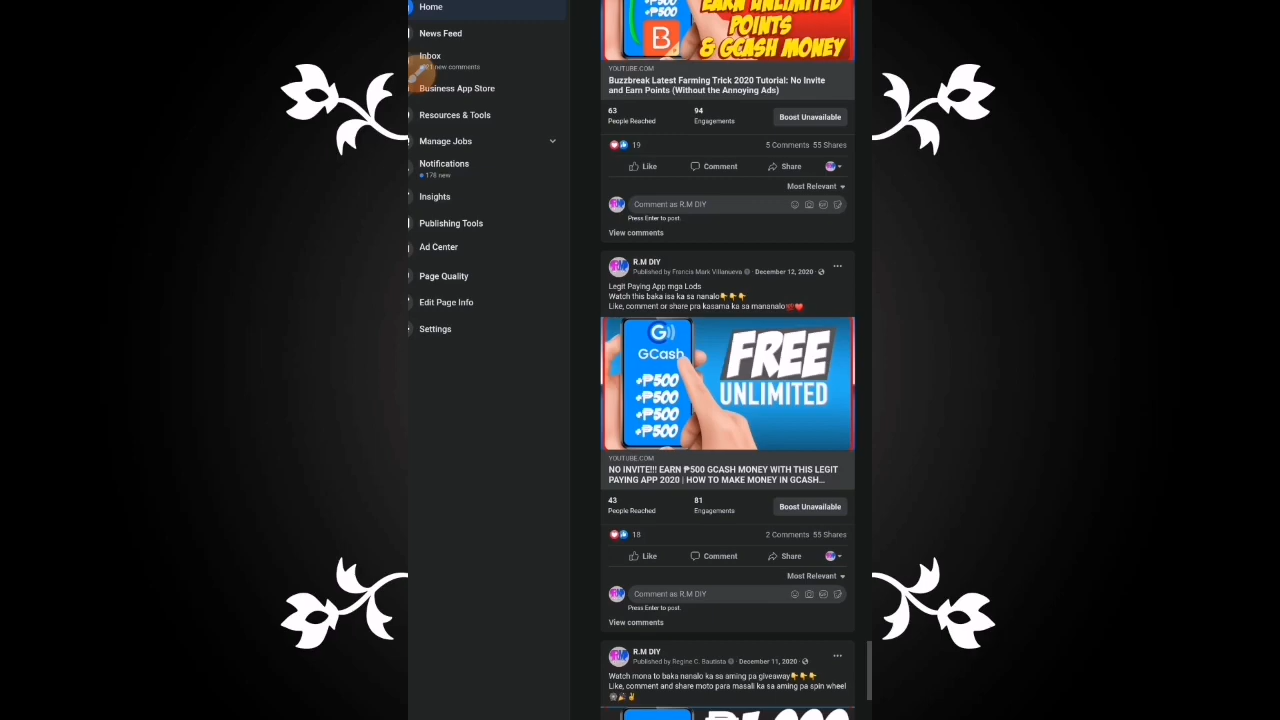 Home
News Feed
Inbox
21 new comments
Business App Store
Resources & Tools
Manage Jobs
Notifications
178 new
Insights
Publishing Tools
Ad Center
Page Quality
Edit Page Info
Settings
₱500
+₱500
EARN UNLIMITED
POINTS
& GCASH MONEY
B
YOUTUBE.COM
Buzzbreak Latest Farming Trick 2020 Tutorial: No Invite
and Earn Points (Without the Annoying Ads)
63
People Reached
94
Engagements
Boost Unavailable
19
5 Comments 55 Shares
Like
Comment
Share
Most Relevant
Comment as R.M DIY
Press Enter to post.
View comments
R.M DIY
Published by Francis Mark Villanueva · December 12, 2020 ·
Legit Paying App mga Lods
Watch this baka isa ka sa nanalo👇👇👇
Like, comment or share pra kasama ka sa mananalo💯❤️
G
GCash
+₱500
+₱500
+₱500
+₱500
FREE
UNLIMITED
YOUTUBE.COM
NO INVITE!!! EARN ₱500 GCASH MONEY WITH THIS LEGIT
PAYING APP 2020 | HOW TO MAKE MONEY IN GCASH...
43
People Reached
81
Engagements
Boost Unavailable
18
2 Comments 55 Shares
Like
Comment
Share
Most Relevant
Comment as R.M DIY
Press Enter to post.
View comments
R.M DIY
Published by Regine C. Bautista · December 11, 2020 ·
Watch mona to baka nanalo ka sa aming pa giveaway👇👇👇
Like, comment and share moto para masali ka sa aming pa spin wheel